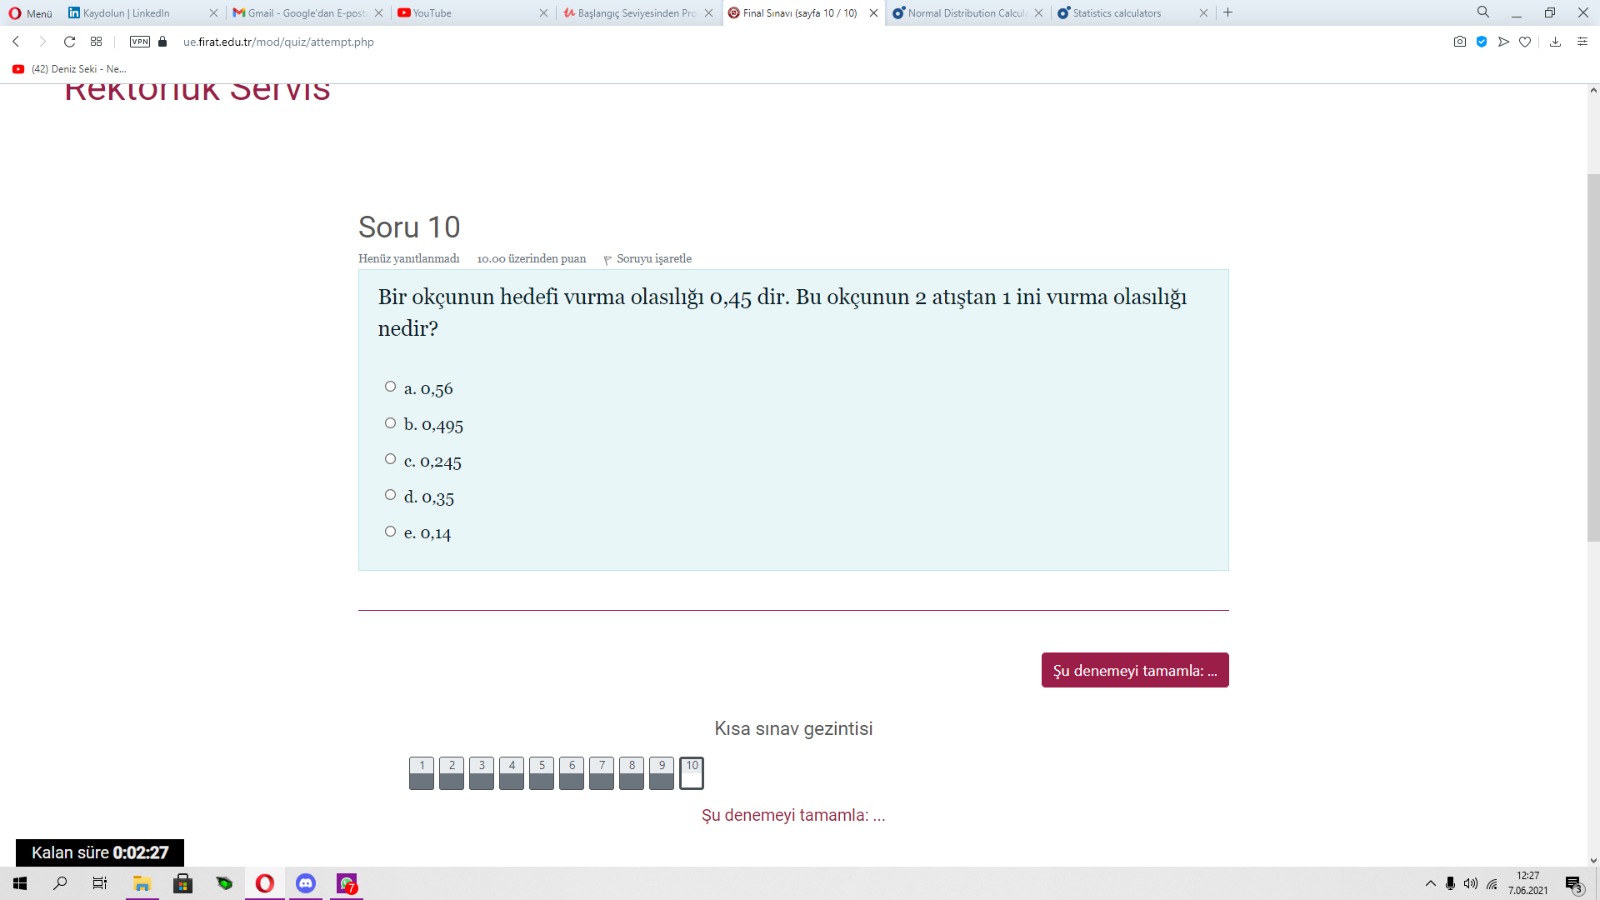 Menü
Kaydolun | LinkedIn
Gmail - Google'dan E-post
YouTube
Başlangıç Seviyesinden Pro
Final Sınavı (sayfa 10 / 10)
Normal Distribution Calcul
Statistics calculators
VPN
ue.firat.edu.tr/mod/quiz/attempt.php
(42) Deniz Seki - Ne...
Rektörlük Servis
Soru 10
Henüz yanıtlanmadı 10.00 üzerinden puan Soruyu işaretle
Bir okçunun hedefi vurma olasılığı 0,45 dir. Bu okçunun 2 atıştan 1 ini vurma olasılığı
nedir?
a. 0,56
b. 0,495
c. 0,245
d. 0,35
e. 0,14
Şu denemeyi tamamla: ...
Kısa sınav gezintisi
1 2 3 4 5 6 7 8 9 10
Şu denemeyi tamamla: ...
Kalan süre 0:02:27
7
12:27
7.06.2021
3